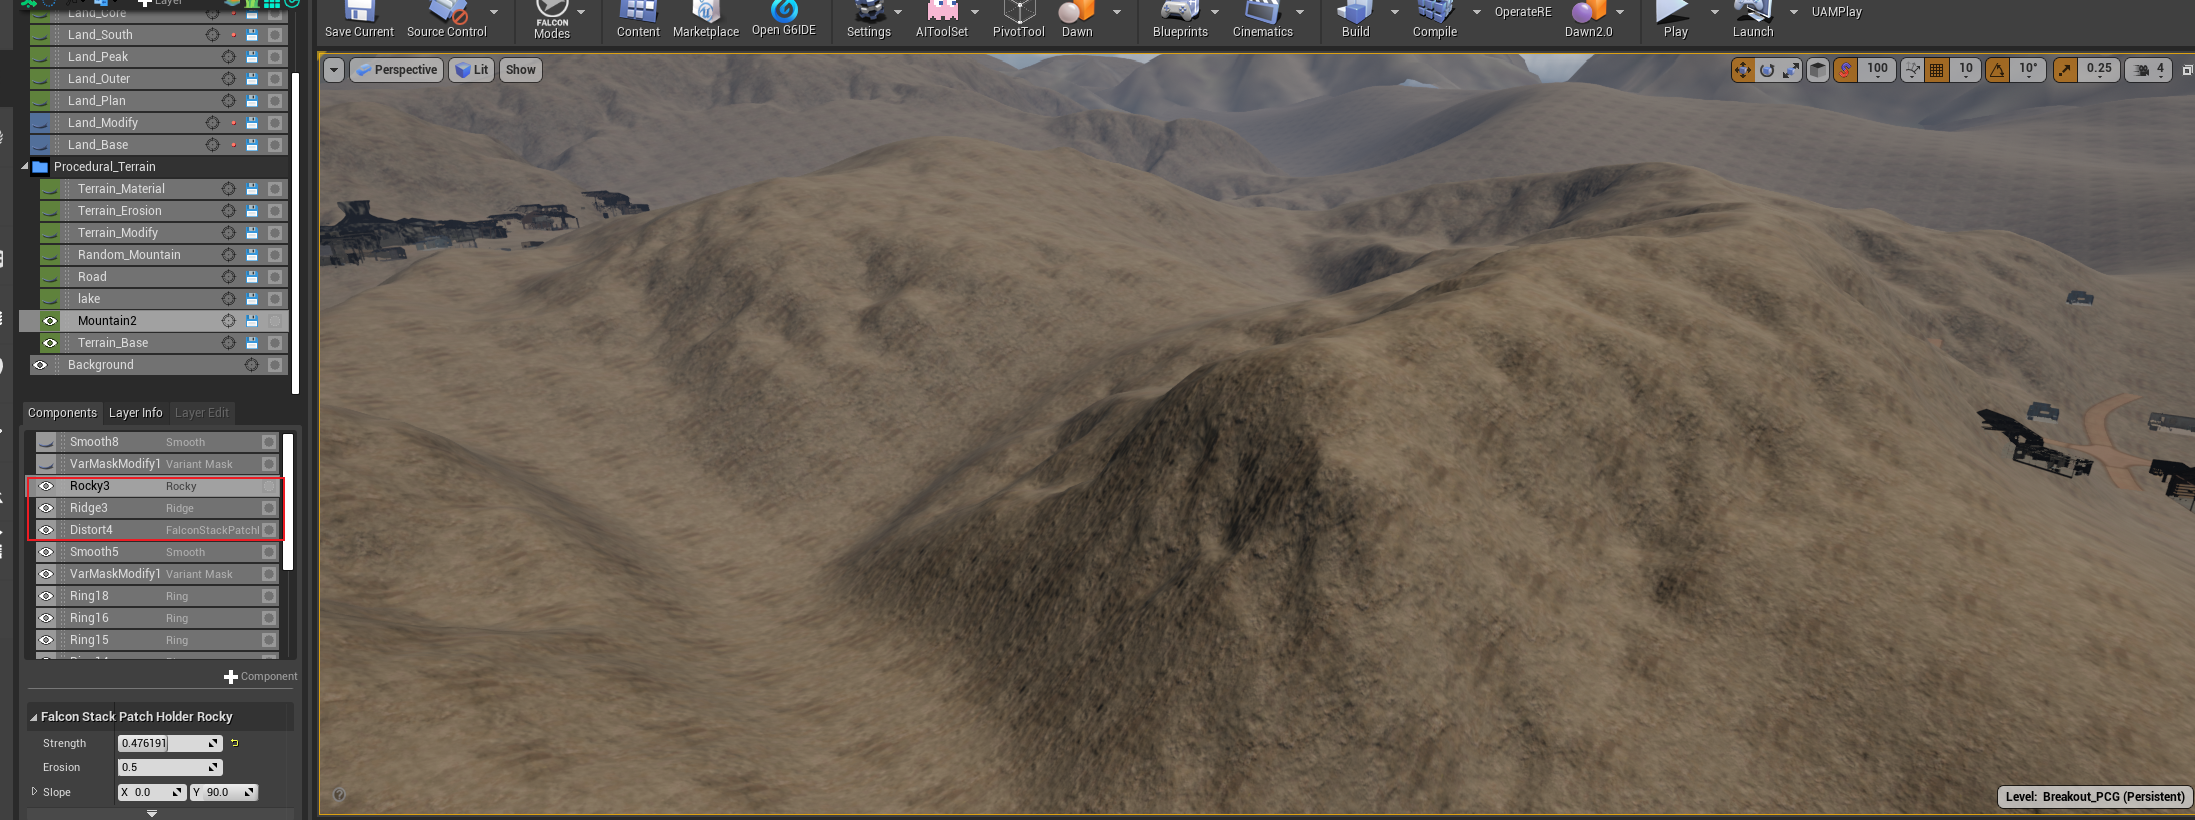 Layer
Land_Core
Land_South
Land_Peak
Land_Outer
Land_Plan
Land_Modify
Land_Base
Procedural_Terrain
Terrain_Material
Terrain_Erosion
Terrain_Modify
Random_Mountain
Road
lake
Mountain2
Terrain_Base
Background
Components Layer Info Layer Edit
Smooth8 Smooth
VarMaskModify1 Variant Mask
Rocky3 Rocky
Ridge3 Ridge
Distort4 FalconStackPatchI
Smooth5 Smooth
VarMaskModify1 Variant Mask
Ring18 Ring
Ring16 Ring
Ring15 Ring
Component
Falcon Stack Patch Holder Rocky
Strength 0.476191
Erosion 0.5
Slope X 0.0 Y 90.0
Save Current Source Control FALCON Modes Content Marketplace Open G6IDE Settings AIToolSet PivotTool Dawn Blueprints Cinematics Build Compile OperateRE Dawn2.0 Play Launch UAMPlay
Perspective Lit Show 100 10 10° 0.25 4
Level: Breakout_PCG (Persistent)